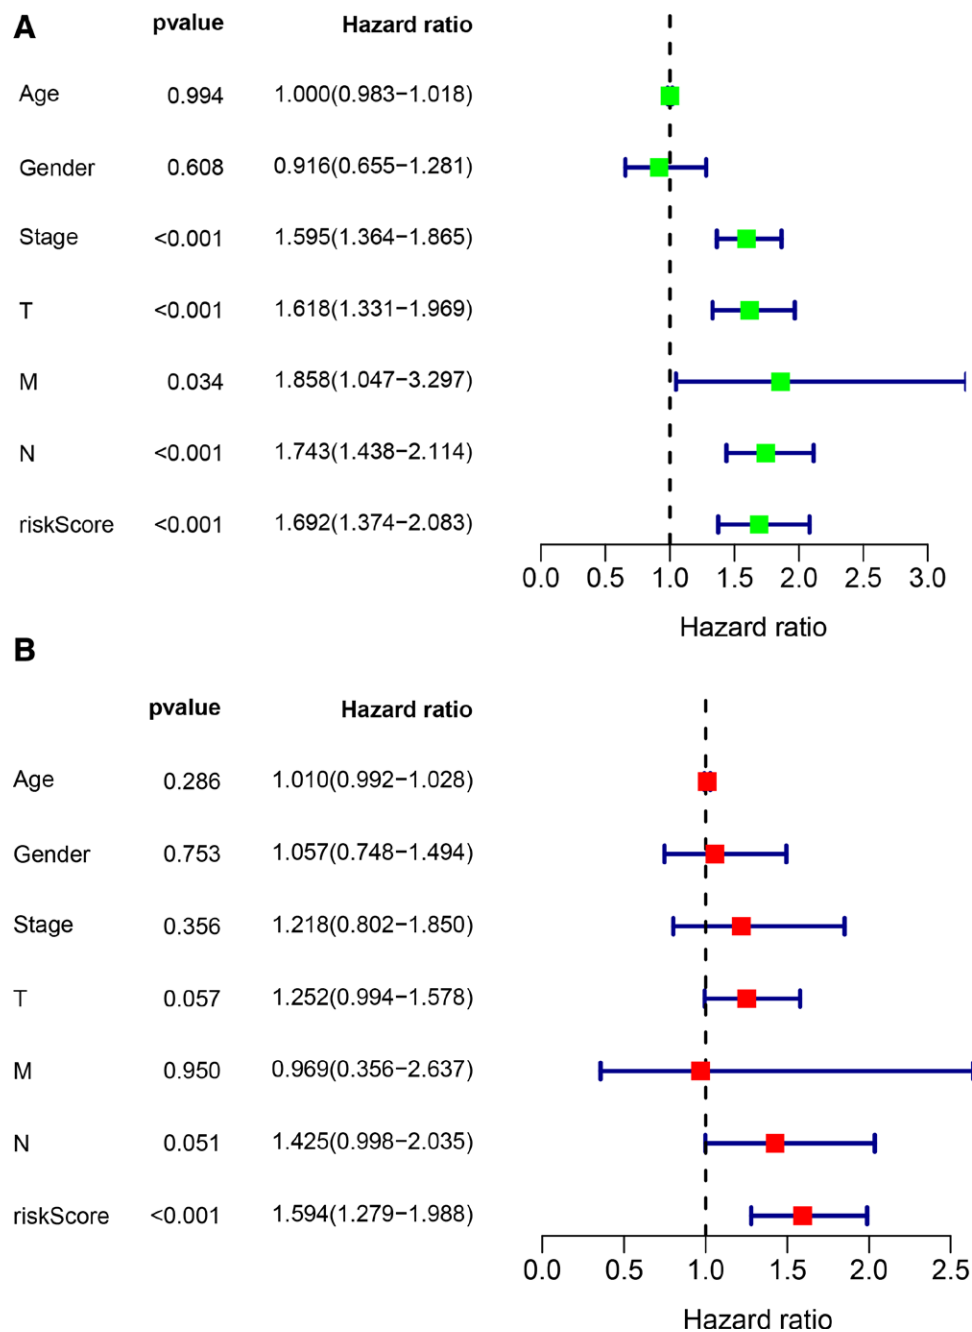 A pvalue Hazard ratio
Age 0.994 1.000(0.983−1.018)
Gender 0.608 0.916(0.655−1.281)
Stage <0.001 1.595(1.364−1.865)
T <0.001 1.618(1.331−1.969)
M 0.034 1.858(1.047−3.297)
N <0.001 1.743(1.438−2.114)
riskScore <0.001 1.692(1.374−2.083)
0.0 0.5 1.0 1.5 2.0 2.5 3.0
Hazard ratio
B
pvalue Hazard ratio
Age 0.286 1.010(0.992−1.028)
Gender 0.753 1.057(0.748−1.494)
Stage 0.356 1.218(0.802−1.850)
T 0.057 1.252(0.994−1.578)
M 0.950 0.969(0.356−2.637)
N 0.051 1.425(0.998−2.035)
riskScore <0.001 1.594(1.279−1.988)
0.0 0.5 1.0 1.5 2.0 2.5
Hazard ratio